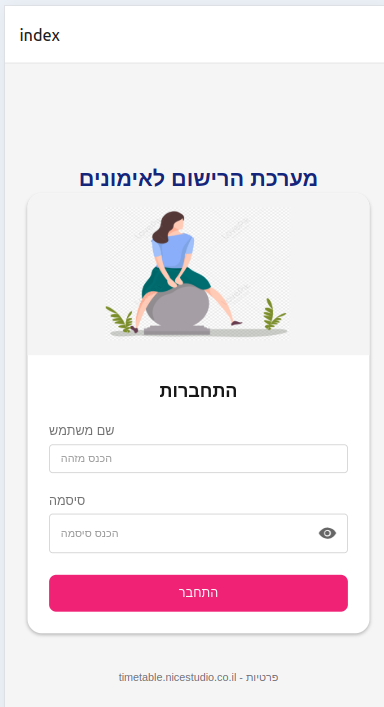 index
מערכת הרישום לאימונים
התחברות
שם משתמש
הכנס מזהה
סיסמה
הכנס סיסמה
התחבר
פרטיות - timetable.nicestudio.co.il